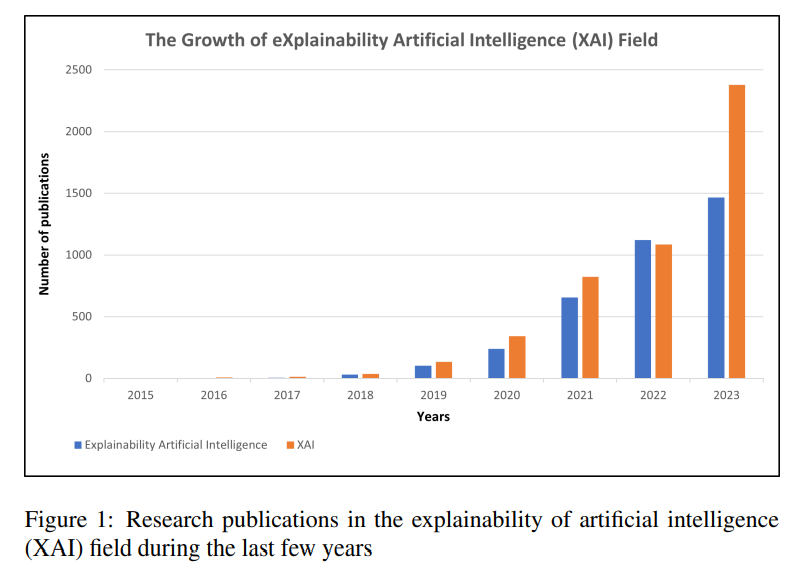 The Growth of eXplainability Artificial Intelligence (XAI) Field
2500
2000
1500
1000
500
0
Number of publications
2015 2016 2017 2018 2019 2020 2021 2022 2023
Years
Explainability Artificial Intelligence XAI
Figure 1: Research publications in the explainability of artificial intelligence
(XAI) field during the last few years